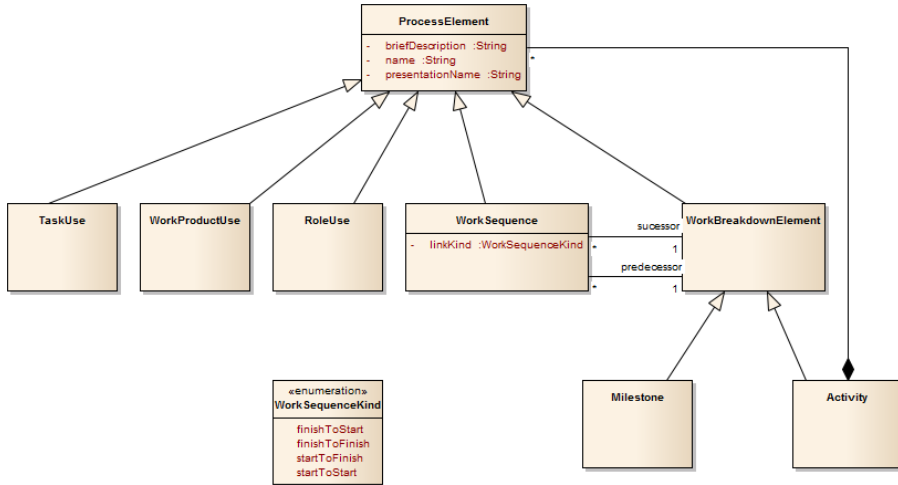 ProcessElement
- briefDescription :String
- name :String
- presentationName :String
*
TaskUse
WorkProductUse
RoleUse
WorkSequence
- linkKind :WorkSequenceKind
WorkBreakdownElement
sucessor
* 1
predecessor
* 1
«enumeration»
WorkSequenceKind
finishToStart
finishToFinish
startToFinish
startToStart
Milestone
Activity